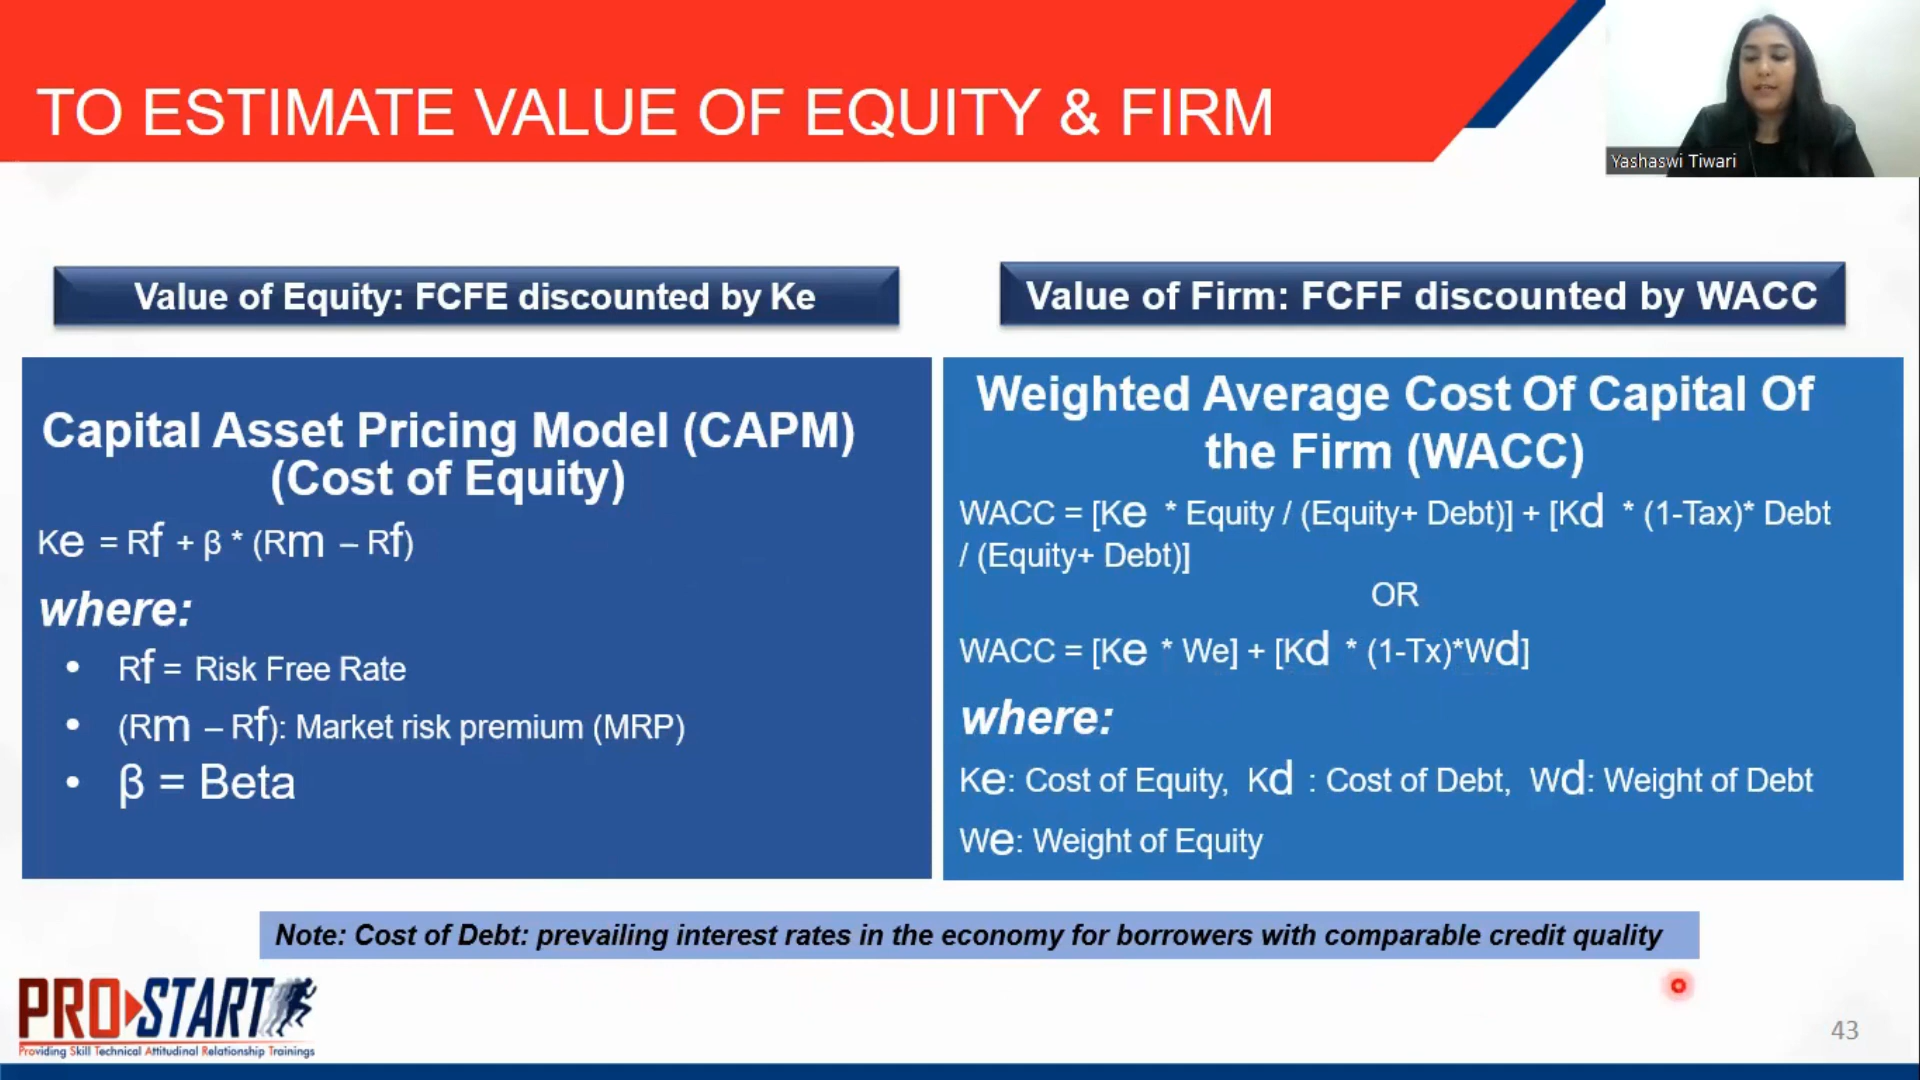 TO ESTIMATE VALUE OF EQUITY & FIRM
Yashaswi Tiwari
Value of Equity: FCFE discounted by Ke
Capital Asset Pricing Model (CAPM)
(Cost of Equity)
Ke = Rf + β * (Rm – Rf)
where:
• Rf = Risk Free Rate
• (Rm – Rf): Market risk premium (MRP)
• β = Beta
Value of Firm: FCFF discounted by WACC
Weighted Average Cost Of Capital Of
the Firm (WACC)
WACC = [Ke * Equity / (Equity+ Debt)] + [Kd * (1-Tax)* Debt
/ (Equity+ Debt)]
OR
WACC = [Ke * We] + [Kd * (1-Tx)*Wd]
where:
Ke: Cost of Equity, Kd : Cost of Debt, Wd: Weight of Debt
We: Weight of Equity
Note: Cost of Debt: prevailing interest rates in the economy for borrowers with comparable credit quality
PRO START
Providing Skill Technical Attitudinal Relationship Trainings
43